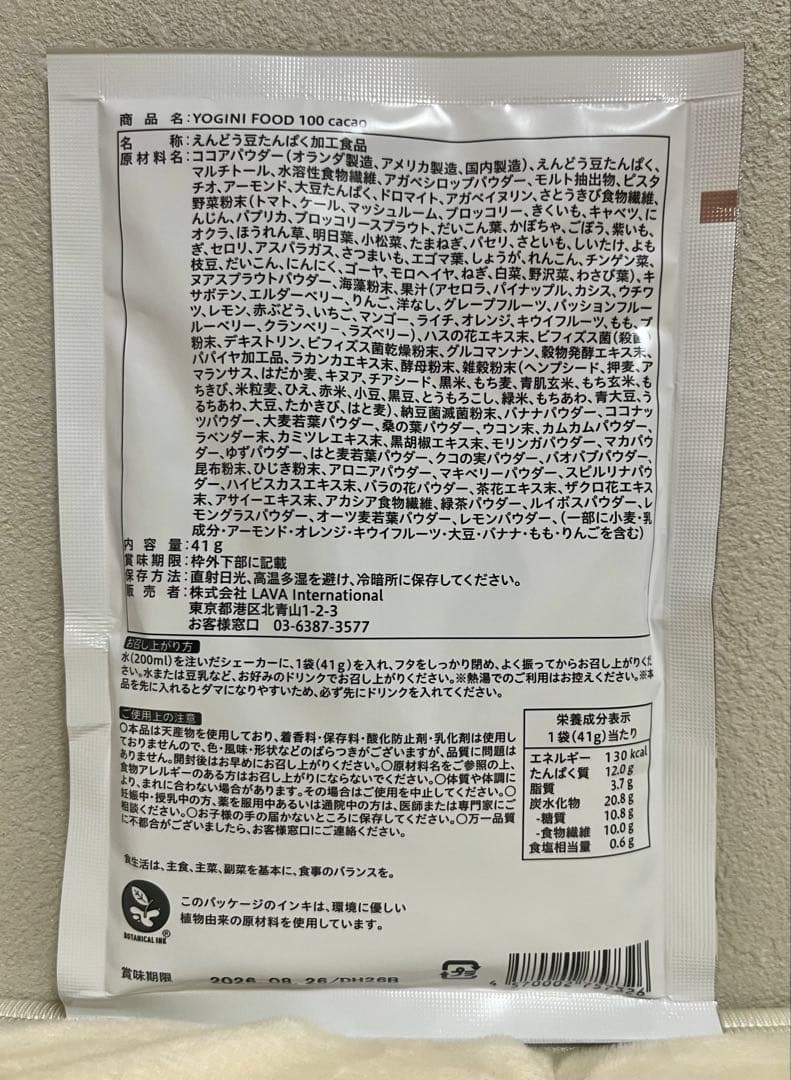 商品名:YOGINI FOOD 100 cacao
名称:えんどう豆たんぱく加工食品
原材料名:ココアパウダー(オランダ製造、アメリカ製造、国内製造)、えんどう豆たんぱく、
マルチトール、水溶性食物繊維、アガベシロップパウダー、モルト抽出物、ピスタ
チオ、アーモンド、大豆たんぱく、ドロマイト、アガベイヌリン、さとうきび食物繊維、
野菜粉末(トマト、ケール、マッシュルーム、ブロッコリー、きくいも、キャベツ、に
んじん、パプリカ、ブロッコリースプラウト、だいこん葉、かぼちゃ、ごぼう、紫いも、
オクラ、ほうれん草、明日葉、小松菜、たまねぎ、パセリ、さといも、しいたけ、よも
ぎ、セロリ、アスパラガス、さつまいも、エゴマ葉、しょうが、れんこん、チンゲン菜、
枝豆、だいこん、にんにく、ゴーヤ、モロヘイヤ、ねぎ、白菜、野沢菜、わさび葉)、キ
ヌアスプラウトパウダー、海藻粉末、果汁(アセロラ、パイナップル、カシス、ウチワ
サボテン、エルダーベリー、りんご、洋なし、グレープフルーツ、パッションフルー
ツ、レモン、赤ぶどう、いちご、マンゴー、ライチ、オレンジ、キウイフルーツ、もも、ブ
ルーベリー、クランベリー、ラズベリー)、ハスの花エキス末、ビフィズス菌(殺菌)
粉末、デキストリン、ビフィズス菌乾燥粉末、グルコマンナン、穀物発酵エキス末、
パパイヤ加工品、ラカンカエキス末、酵母粉末、雑穀粉末(ヘンプシード、押麦、ア
マランサス、はだか麦、キヌア、チアシード、黒米、もち麦、青肌玄米、もち玄米、も
ちきび、米粒麦、ひえ、赤米、小豆、黒豆、とうもろこし、緑米、もちあわ、青大豆、う
るちあわ、大豆、たかきび、はと麦)、納豆菌滅菌粉末、バナナパウダー、ココナッ
ツパウダー、大麦若葉パウダー、桑の葉パウダー、ウコン末、カムカムパウダー、
ラベンダー末、カミツレエキス末、黒胡椒エキス末、モリンガパウダー、マカパウ
ダー、ゆずパウダー、はと麦若葉パウダー、クコの実パウダー、バオバブパウダー、
昆布粉末、ひじき粉末、アロニアパウダー、マキベリーパウダー、スピルリナパウ
ダー、ハイビスカスエキス末、バラの花パウダー、茶花エキス末、ザクロ花エキス
末、アサイーエキス末、アカシア食物繊維、緑茶パウダー、ルイボスパウダー、レ
モングラスパウダー、オーツ麦若葉パウダー、レモンパウダー、(一部に小麦・乳
成分・アーモンド・オレンジ・キウイフルーツ・大豆・バナナ・もも・りんごを含む)
内容量:41g
賞味期限:枠外下部に記載
保存方法:直射日光、高温多湿を避け、冷暗所に保存してください。
販売者:株式会社 LAVA International
東京都港区北青山1-2-3
お客様窓口 03-6387-3577
お召し上がり方
水(200ml)を注いだシェーカーに、1袋(41g)を入れ、フタをしっかり閉め、よく振ってからお召し上がりくだ
さい。水または豆乳など、お好みのドリンクでお召し上がりください。※熱湯でのご利用はお控えください。※本
品を先に入れるとダマになりやすいため、必ず先にドリンクを入れてください。
ご使用上の注意
○本品は天産物を使用しており、着香料・保存料・酸化防止剤・乳化剤は使用し
ておりませんので、色・風味・形状などのばらつきがございますが、品質に問題は
ありません。開封後はお早めにお召し上がりください。○原材料名をご参照の上、
食物アレルギーのある方はお召し上がりにならないでください。○体質や体調に
より、まれに合わない場合があります。その場合はご使用を中止してください。○
妊娠中・授乳中の方、薬を服用中あるいは通院中の方は、医師または専門家にご
相談ください。○お子様の手の届かないところに保存してください。○万一品質
に不都合がございましたら、お客様窓口にご連絡ください。
栄養成分表示
1袋(41g)当たり
エネルギー 130 kcal
たんぱく質 12.0 g
脂質 3.7 g
炭水化物 20.8 g
-糖質 10.8 g
-食物繊維 10.0 g
食塩相当量 0.6 g
食生活は、主食、主菜、副菜を基本に、食事のバランスを。
BOTANICAL INK®
このパッケージのインキは、環境に優しい
植物由来の原材料を使用しています。
賞味期限 2026.08.26/DH26B
プラ